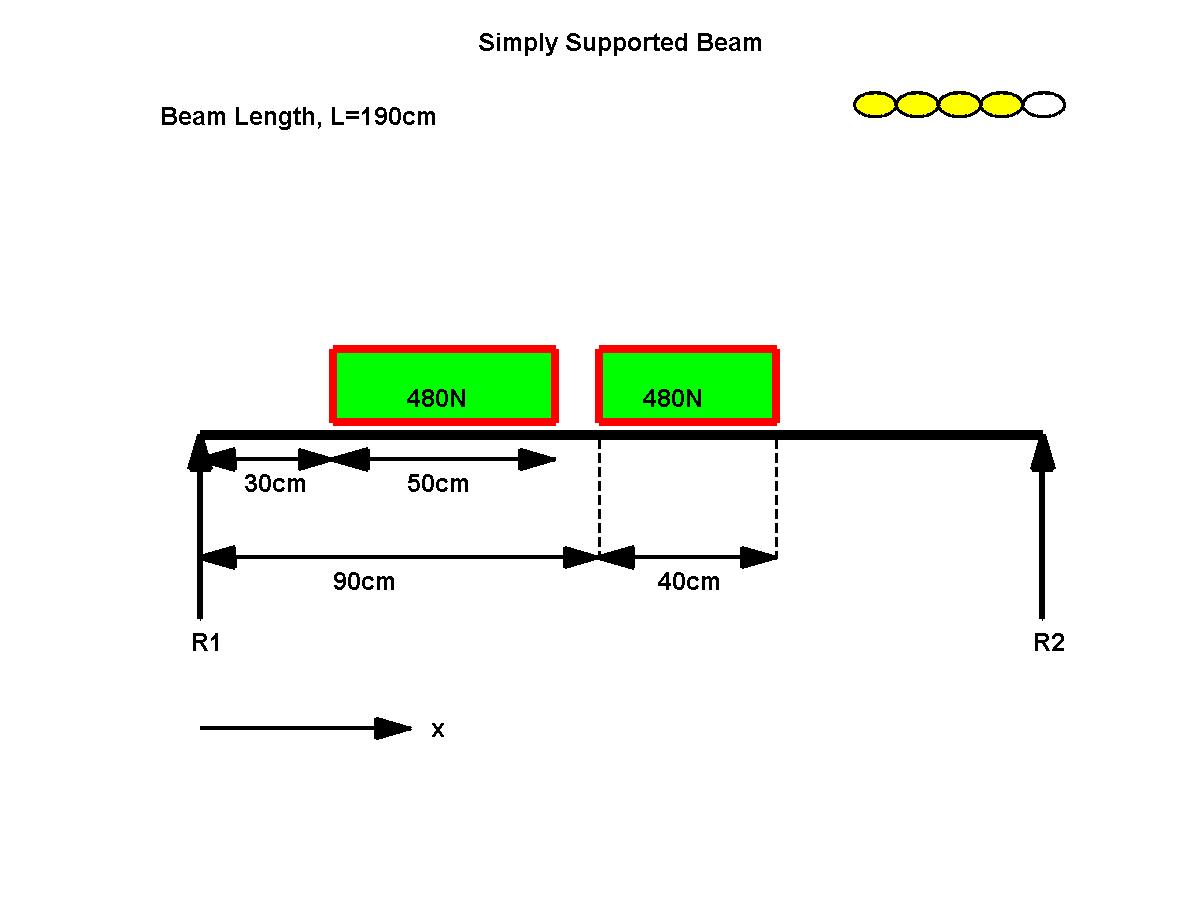 Simply Supported Beam
Beam Length, L=190cm
480N
480N
30cm
50cm
90cm
40cm
R1
R2
x